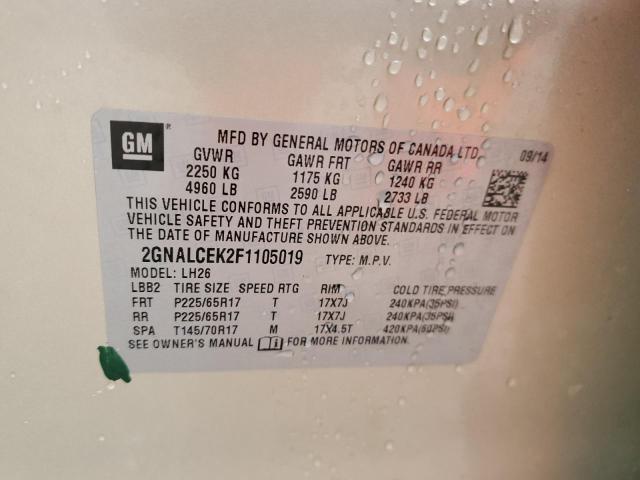 GM®
MFD BY GENERAL MOTORS OF CANADA LTD
09/14
GVWR GAWR FRT GAWR RR
2250 KG 1175 KG 1240 KG
4960 LB 2590 LB 2733 LB
THIS VEHICLE CONFORMS TO ALL APPLICABLE U.S. FEDERAL MOTOR
VEHICLE SAFETY AND THEFT PREVENTION STANDARDS IN EFFECT ON
THE DATE OF MANUFACTURE SHOWN ABOVE.
2GNALCEK2F1105019 TYPE: M.P.V.
MODEL: LH26
LBB2 TIRE SIZE SPEED RTG RIM COLD TIRE PRESSURE
FRT P225/65R17 T 17X7J 240KPA(35PSI)
RR P225/65R17 T 17X7J 240KPA(35PSI)
SPA T145/70R17 M 17X4.5T 420KPA(60PSI)
SEE OWNER'S MANUAL FOR MORE INFORMATION.